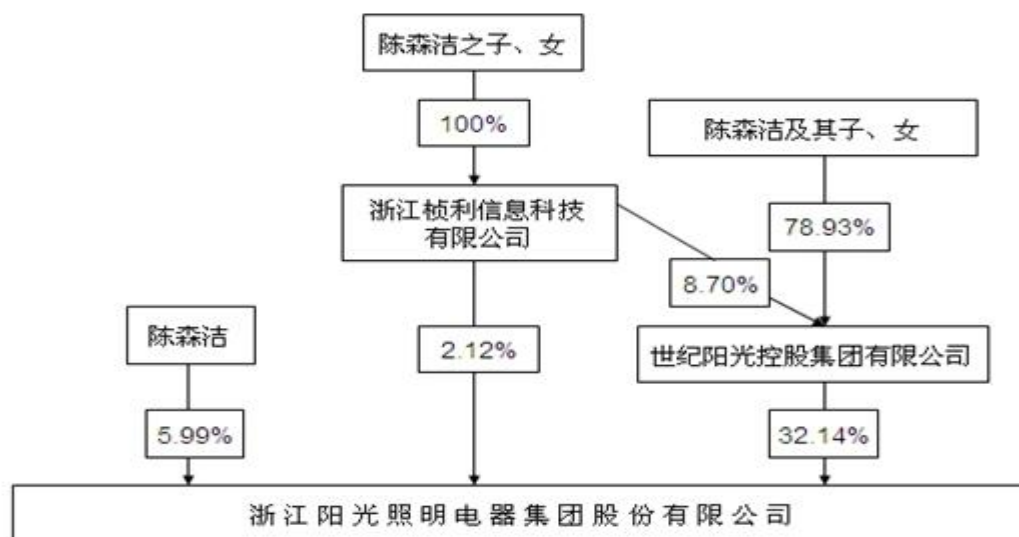 陈森洁之子、女
100%
陈森洁及其子、女
浙江桢利信息科技
有限公司
78.93%
8.70%
陈森洁
2.12%
世纪阳光控股集团有限公司
5.99%
32.14%
浙江阳光照明电器集团股份有限公司